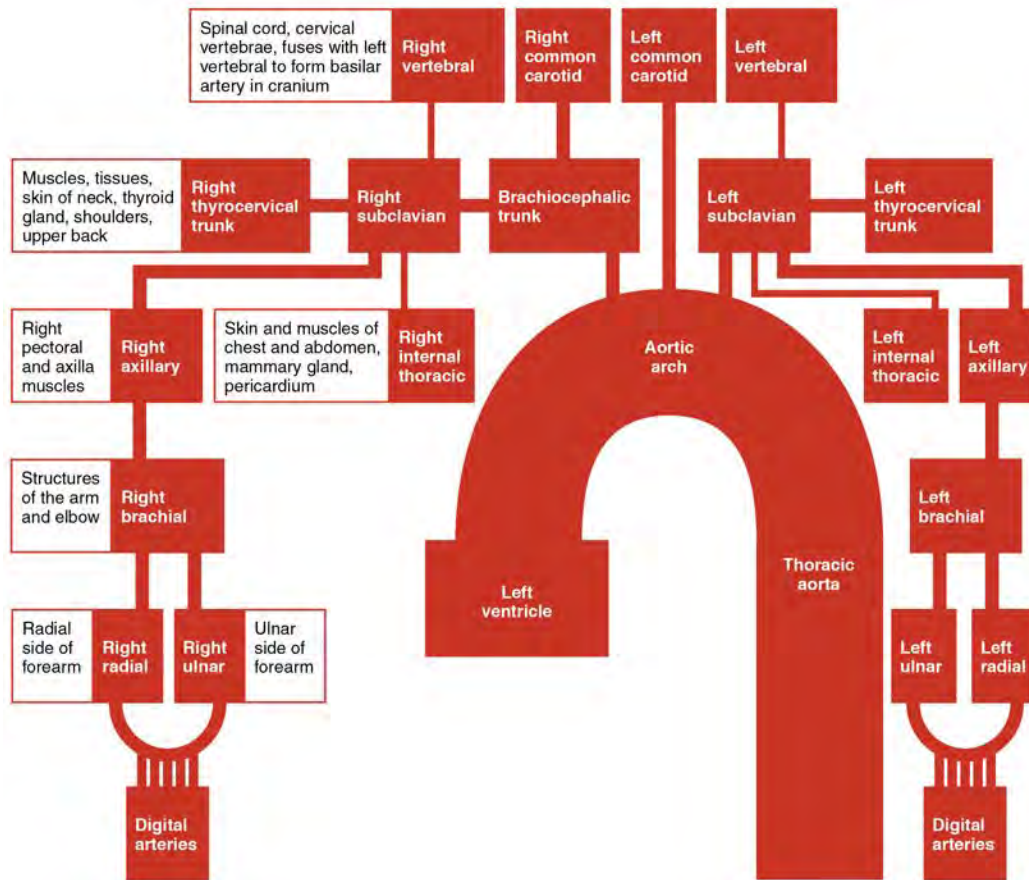 Spinal cord, cervical
vertebrae, fuses with left
vertebral to form basilar
artery in cranium
Right
vertebral
Right
common
carotid
Left
common
carotid
Left
vertebral
Muscles, tissues,
skin of neck, thyroid
gland, shoulders,
upper back
Right
thyrocervical
trunk
Right
subclavian
Brachiocephalic
trunk
Left
subclavian
Left
thyrocervical
trunk
Right
pectoral
and axilla
muscles
Right
axillary
Skin and muscles of
chest and abdomen,
mammary gland,
pericardium
Right
internal
thoracic
Aortic
arch
Left
internal
thoracic
Left
axillary
Structures
of the arm
and elbow
Right
brachial
Left
brachial
Left
ventricle
Thoracic
aorta
Radial
side of
forearm
Right
radial
Right
ulnar
Ulnar
side of
forearm
Left
ulnar
Left
radial
Digital
arteries
Digital
arteries